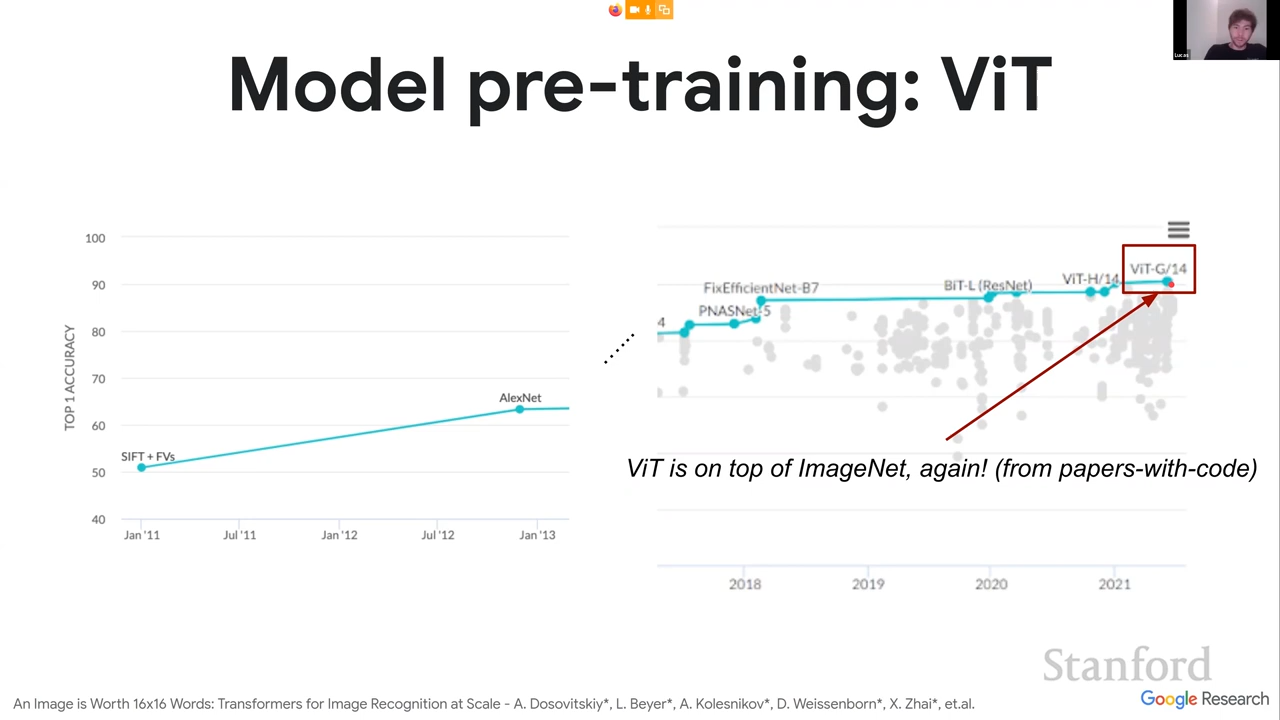 Lucas
Model pre-training: ViT
TOP 1 ACCURACY
100
90
80
70
60
50
40
SIFT + FVs
AlexNet
Jan '11
Jul '11
Jan '12
Jul '12
Jan '13
4
PNASNet-5
FixEfficientNet-B7
BiT-L (ResNet)
ViT-H/14
ViT-G/14
ViT is on top of ImageNet, again! (from papers-with-code)
2018
2019
2020
2021
Stanford
Google Research
An Image is Worth 16x16 Words: Transformers for Image Recognition at Scale - A. Dosovitskiy*, L. Beyer*, A. Kolesnikov*, D. Weissenborn*, X. Zhai*, et.al.